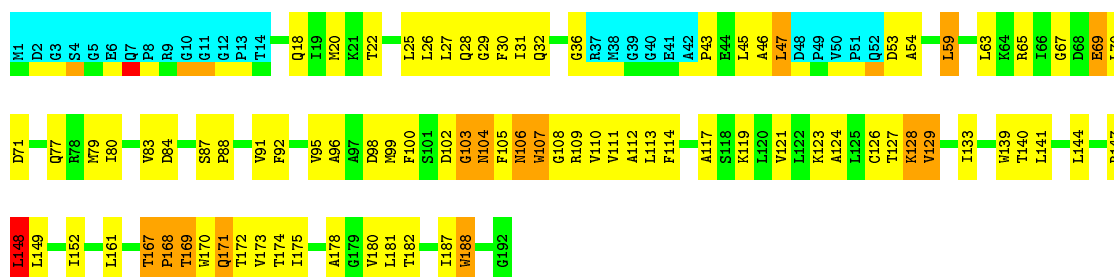 M1 D2 G3 S4 G5 E6 Q7 P8 R9 G10 G11 G12 P13 T14 Q18 I19 M20 K21 T22 L25 L26 L27 Q28 G29 F30 I31 Q32 G36 R37 M38 G39 G40 E41 A42 P43 E44 L45 A46 L47 D48 P49 V50 P51 Q52 D53 A54 L59 L63 K64 R65 I66 G67 D68 E69
D71 Q77 R78 M79 I80 V83 D84 S87 P88 V91 F92 V95 A96 A97 D98 M99 F100 S101 D102 G103 N104 F105 N106 W107 G108 R109 V110 V111 A112 L113 F114 A117 S118 K119 L120 V121 L122 K123 A124 L125 C126 T127 K128 V129 I133 W139 T140 L141 L144
L148 L149 I152 L161 T167 P168 T169 W170 Q171 T172 V173 T174 I175 A178 G179 V180 L181 T182 I187 W188 G192